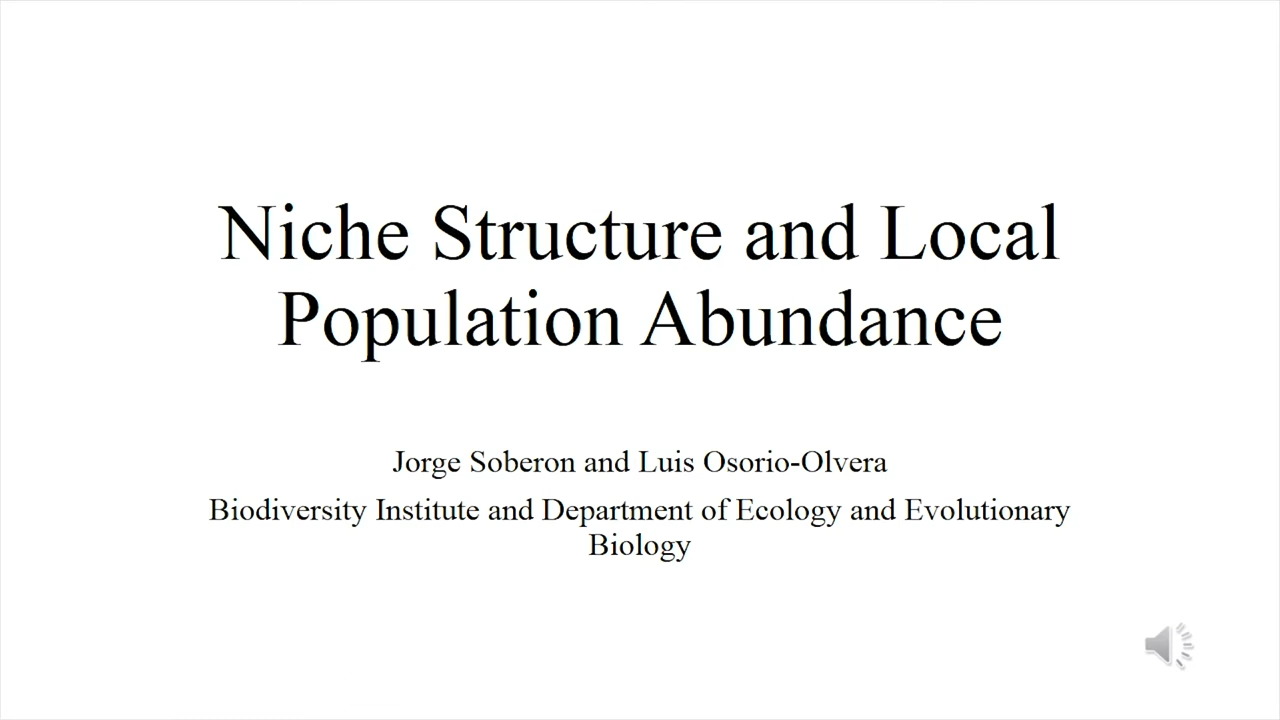 Niche Structure and Local
Population Abundance
Jorge Soberon and Luis Osorio-Olvera
Biodiversity Institute and Department of Ecology and Evolutionary
Biology